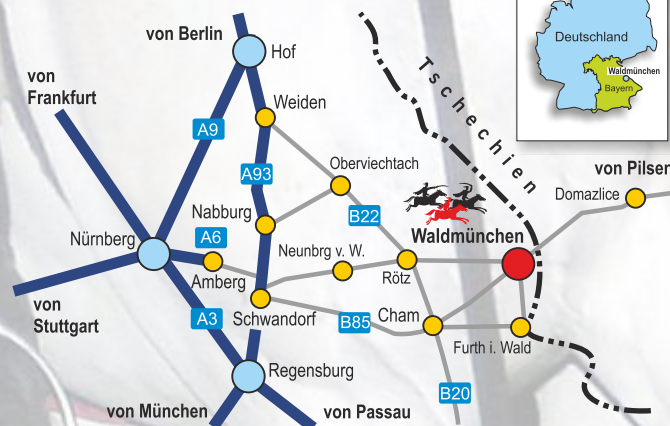 von Berlin
Hof
Deutschland
Waldmünchen
Bayern
von
Frankfurt
Tschechien
Weiden
A9
Oberviechtach
von Pilsen
A93
Domazlice
Nabburg
B22
A6
Waldmünchen
Nürnberg
Neunbrg v. W.
Amberg
Rötz
von
Stuttgart
A3
Schwandorf
B85
Cham
Furth i. Wald
Regensburg
B20
von München
von Passau